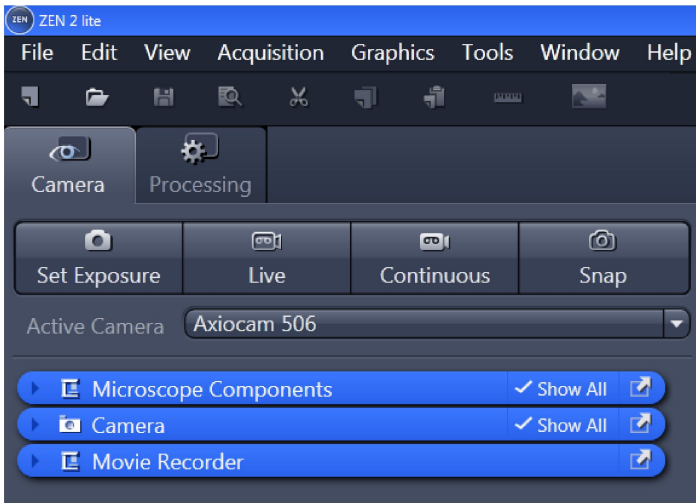 ZEN ZEN 2 lite
File Edit View Acquisition Graphics Tools Window Help
Camera Processing
Set Exposure Live Continuous Snap
Active Camera Axiocam 506
Microscope Components Show All
Camera Show All
Movie Recorder